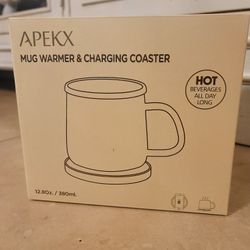 APEKX
MUG WARMER & CHARGING COASTER
HOT
BEVERAGES
ALL DAY
LONG
12.8Oz. / 380mL